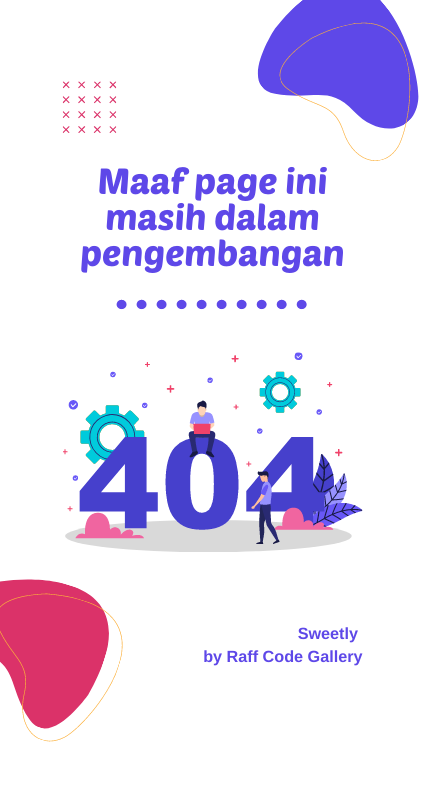 Maaf page ini
masih dalam
pengembangan
404
Sweetly
by Raff Code Gallery